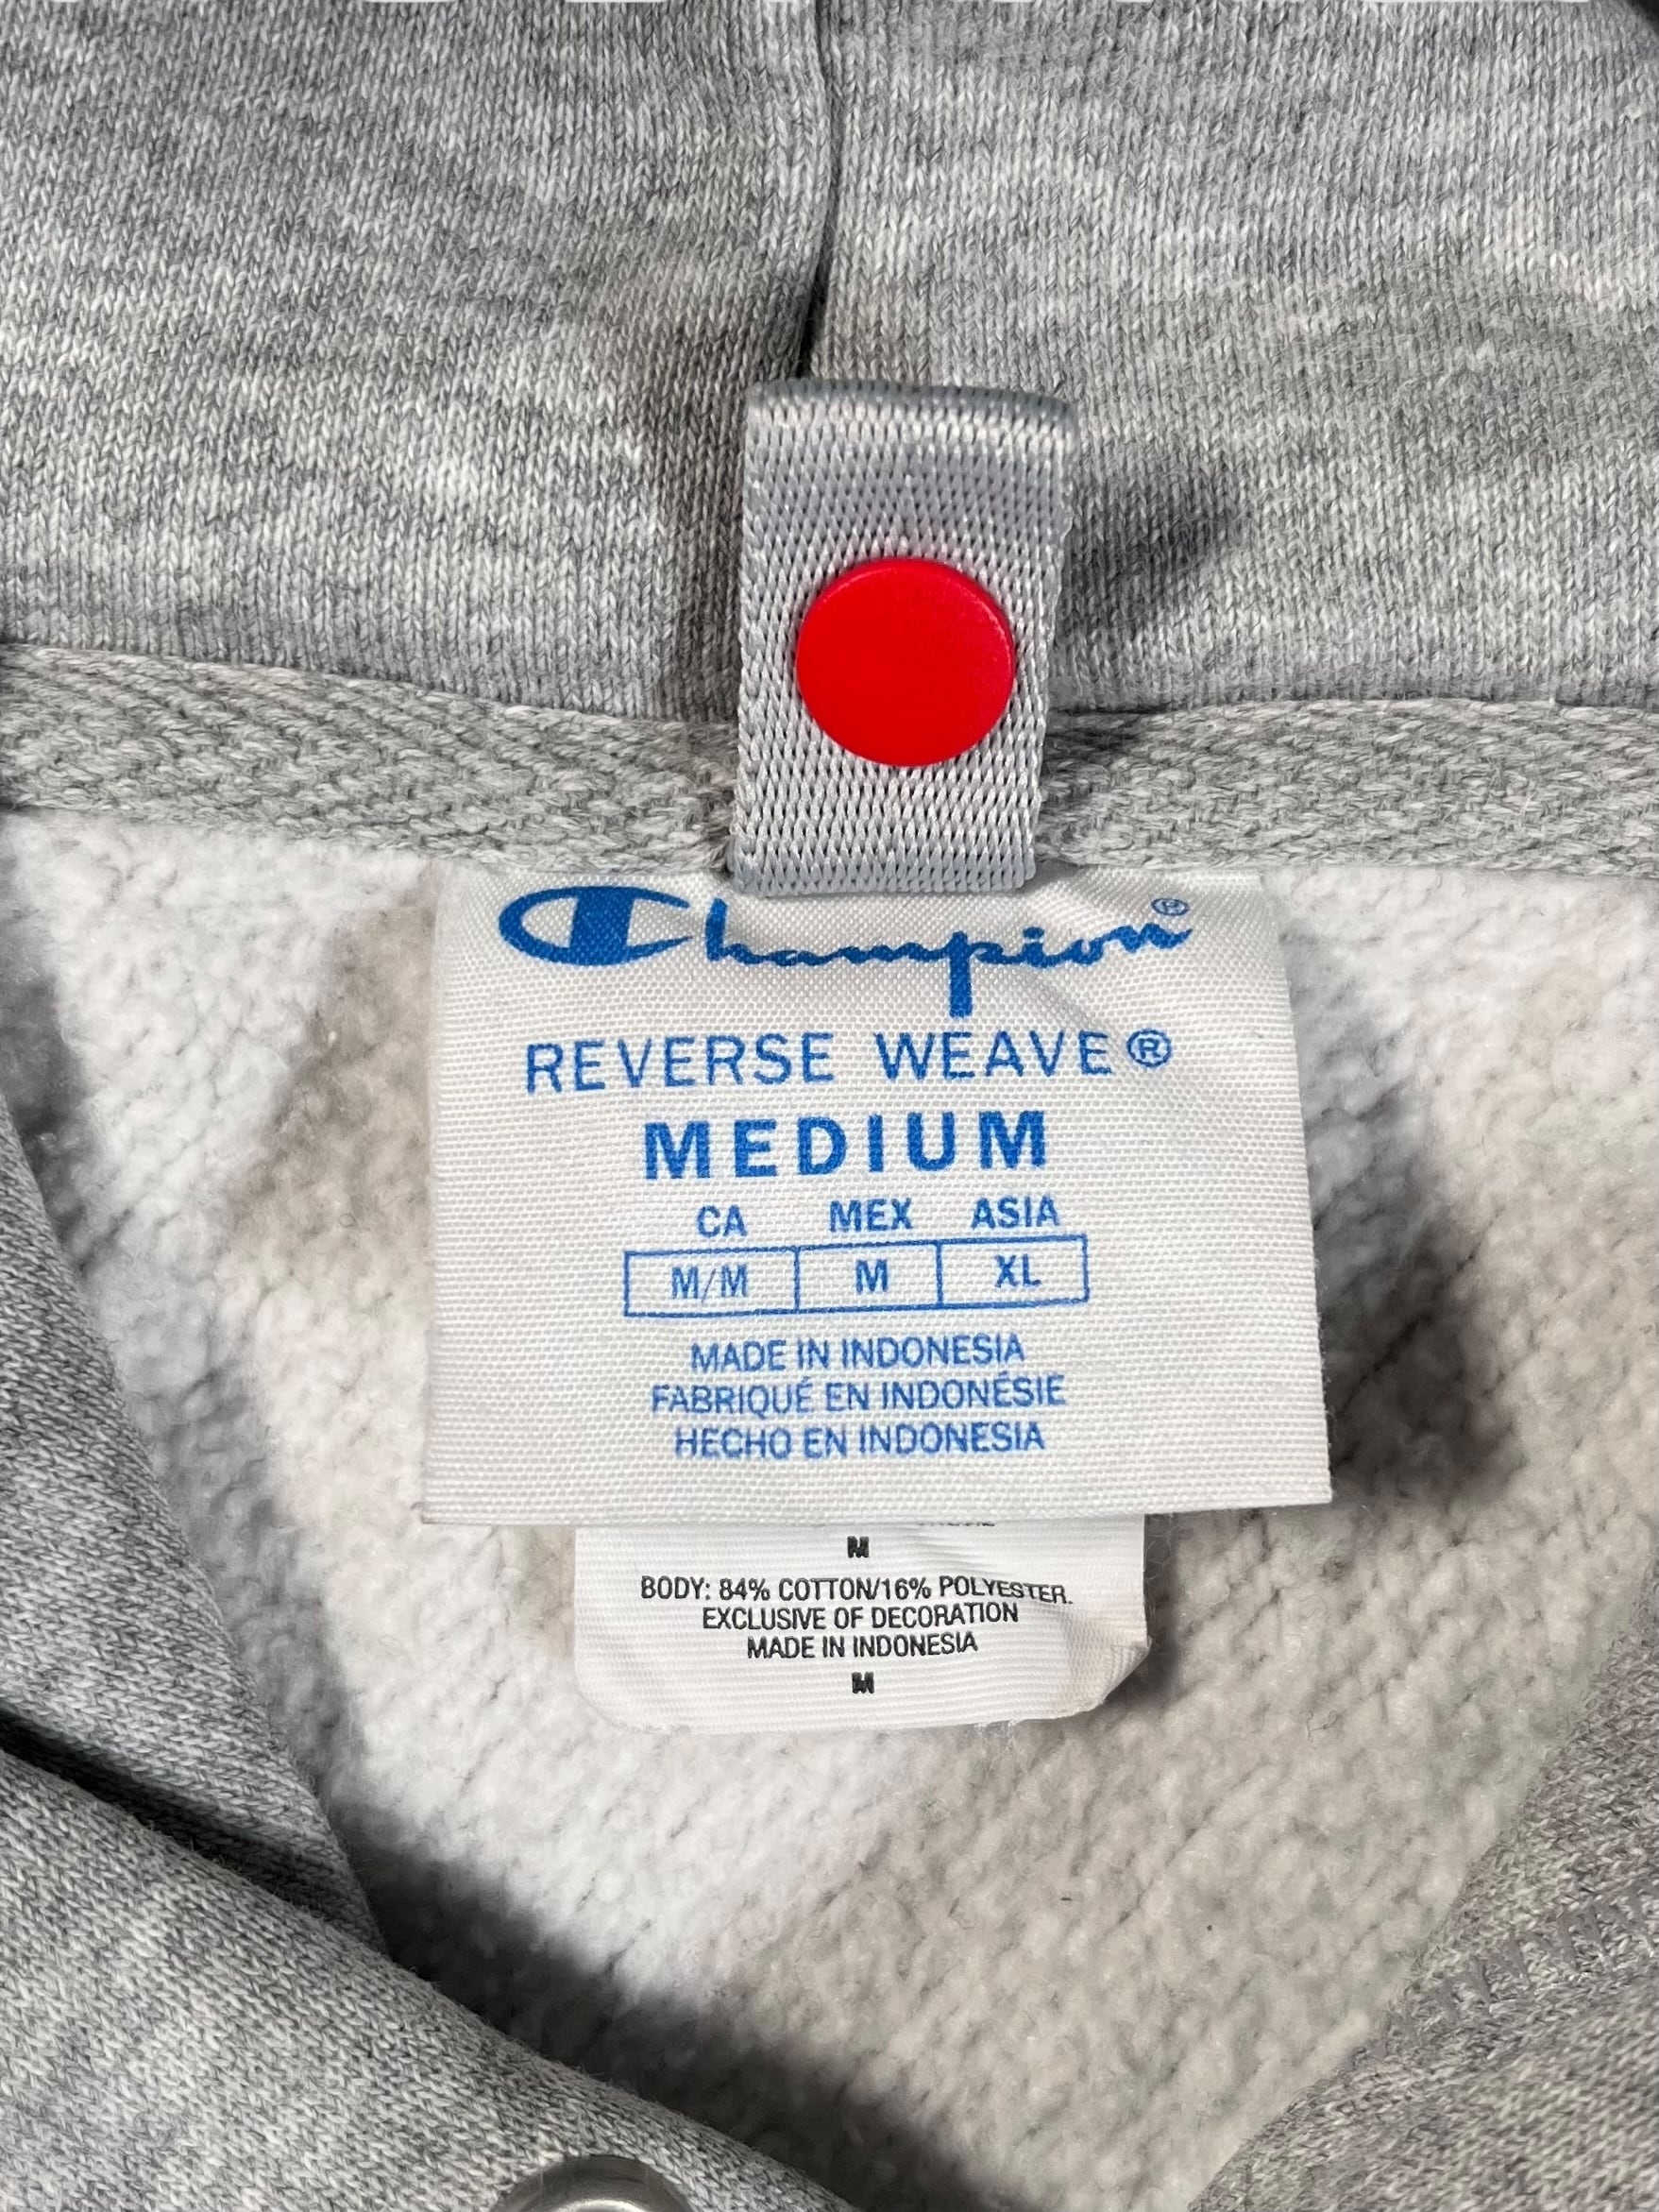 Champion®
REVERSE WEAVE®
MEDIUM
CA MEX ASIA
M/M M XL
MADE IN INDONESIA
FABRIQUÉ EN INDONÉSIE
HECHO EN INDONESIA
M
BODY: 84% COTTON/16% POLYESTER.
EXCLUSIVE OF DECORATION
MADE IN INDONESIA
M